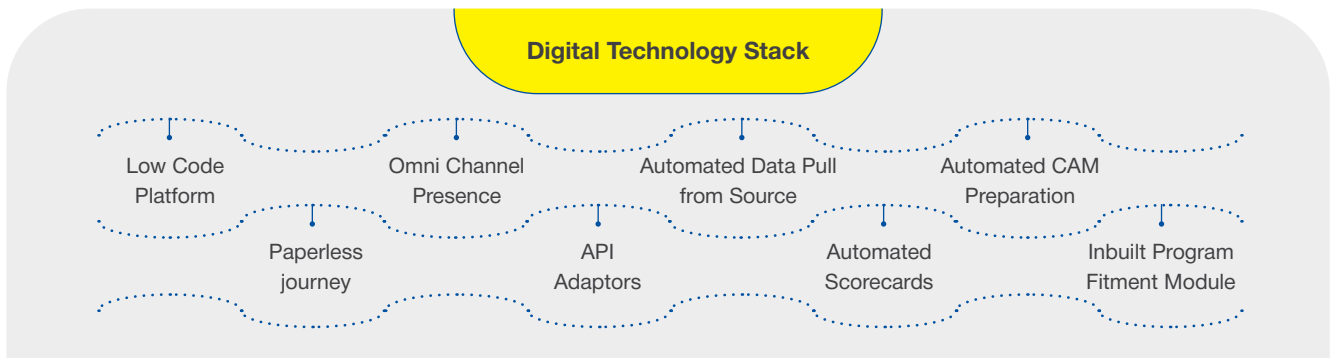 Digital Technology Stack
Low Code
Platform
Omni Channel
Presence
Automated Data Pull
from Source
Automated CAM
Preparation
Paperless
journey
API
Adaptors
Automated
Scorecards
Inbuilt Program
Fitment Module